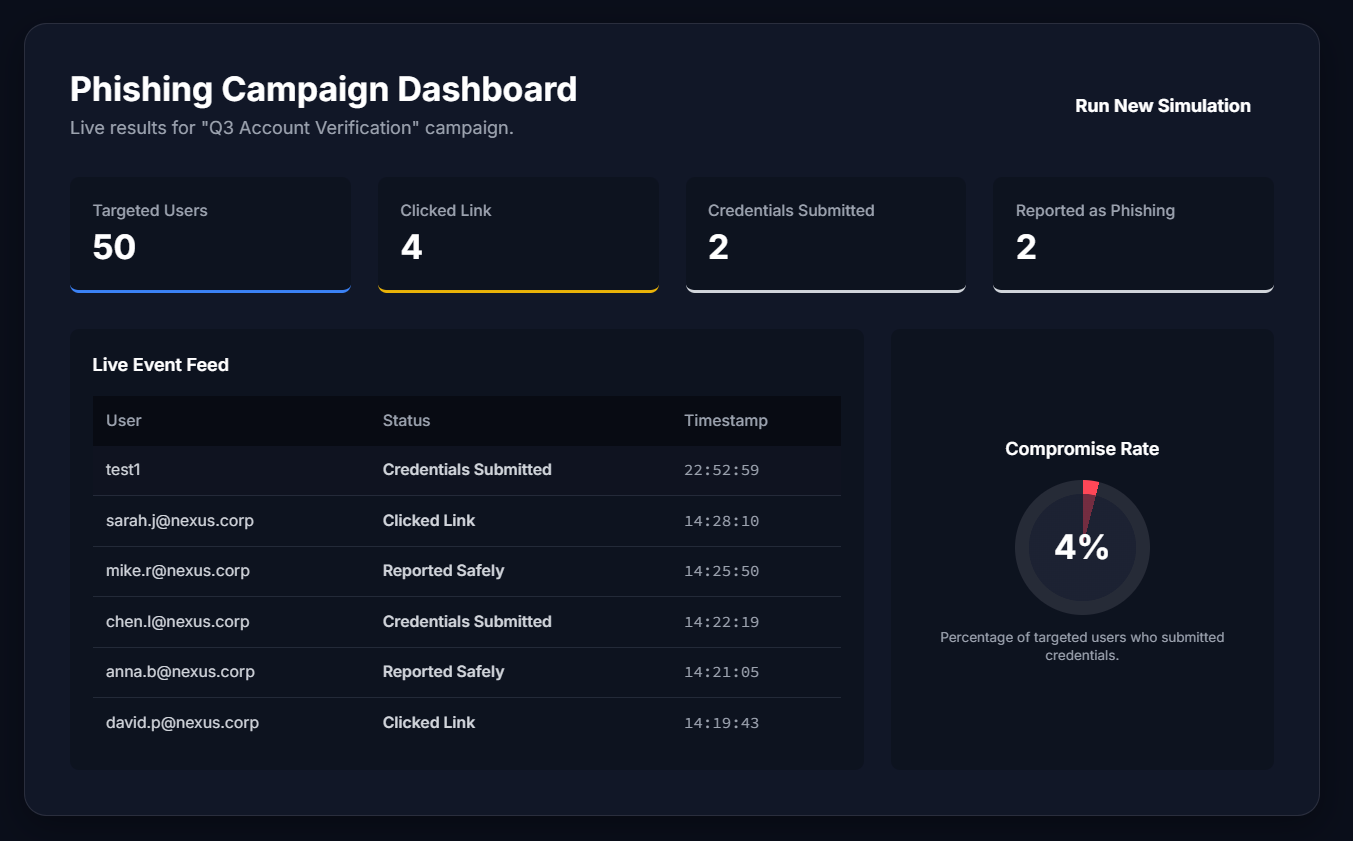 Phishing Campaign Dashboard
Live results for "Q3 Account Verification" campaign.
Run New Simulation
Targeted Users
50
Clicked Link
4
Credentials Submitted
2
Reported as Phishing
2
Live Event Feed
User Status Timestamp
test1 Credentials Submitted 22:52:59
sarah.j@nexus.corp Clicked Link 14:28:10
mike.r@nexus.corp Reported Safely 14:25:50
chen.l@nexus.corp Credentials Submitted 14:22:19
anna.b@nexus.corp Reported Safely 14:21:05
david.p@nexus.corp Clicked Link 14:19:43
Compromise Rate
4%
Percentage of targeted users who submitted
credentials.